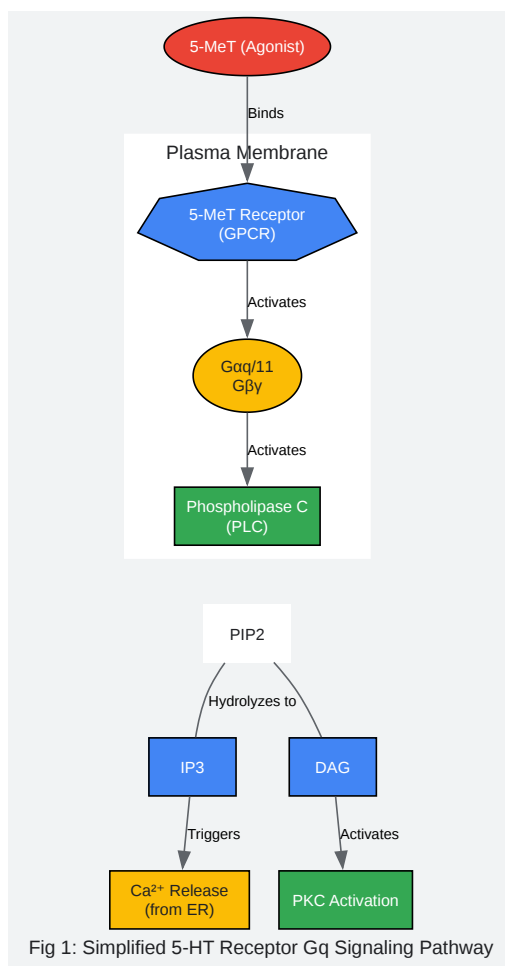 5-MeT (Agonist)
Binds
Plasma Membrane
5-MeT Receptor
(GPCR)
Activates
Gαq/11
Gβγ
Activates
Phospholipase C
(PLC)
PIP2
Hydrolyzes to
IP3
DAG
Triggers
Activates
Ca²⁺ Release
(from ER)
PKC Activation
Fig 1: Simplified 5-HT Receptor Gq Signaling Pathway